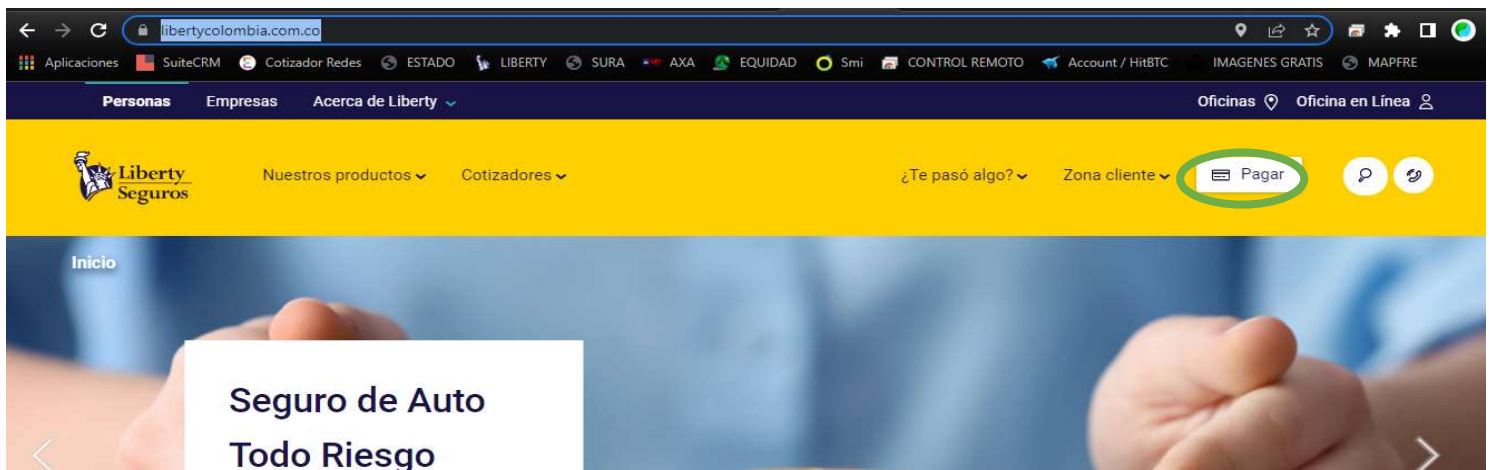 libertycolombia.com.co
Aplicaciones SuiteCRM Cotizador Redes ESTADO LIBERTY SURA AXA EQUIDAD Smi CONTROL REMOTO Account / HitBTC IMAGENES GRATIS MAPFRE
Personas Empresas Acerca de Liberty Oficinas Oficina en Línea
Liberty
Seguros
Nuestros productos Cotizadores ¿Te pasó algo? Zona cliente Pagar
Inicio
Seguro de Auto
Todo Riesgo